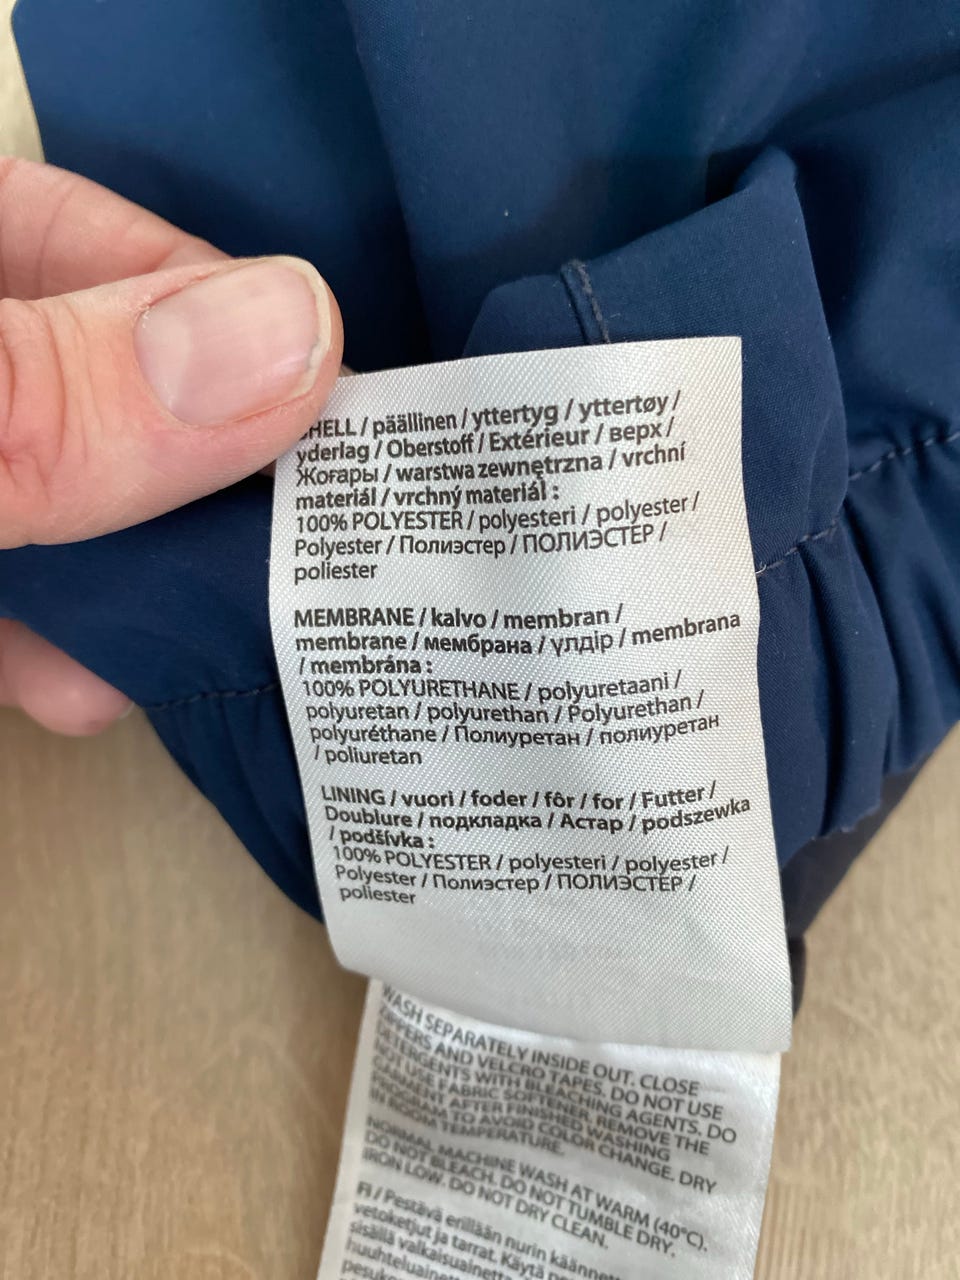 SHELL / päällinen / yttertyg / yttertøy /
yderlag / Oberstoff / Extérieur / верх /
Жоғары / warstwa zewnętrzna / vrchní
materiál / vrchný materiál :
100% POLYESTER / polyesteri / polyester /
Polyester / Полиэстер / ПОЛИЭСТЕР /
poliester
MEMBRANE / kalvo / membran /
membrane / мембрана / үлдір / membrana
/ membrána :
100% POLYURETHANE / polyuretaani /
polyuretan / polyurethan / Polyurethan /
polyuréthane / Полиуретан / полиуретан
/ poliuretan
LINING / vuori / foder / fôr / for / Futter /
Doublure / подкладка / Астар / podszewka
/ podšívka :
100% POLYESTER / polyesteri / polyester /
Polyester / Полиэстер / ПОЛИЭСТЕР /
poliester
WASH SEPARATELY INSIDE OUT. CLOSE
ZIPPERS AND VELCRO TAPES. DO NOT USE
DETERGENTS WITH BLEACHING AGENTS. DO
NOT USE FABRIC SOFTENER. REMOVE THE
GARMENT AFTER FINISHED WASHING
PROGRAM TO AVOID COLOR CHANGE. DRY
IN ROOM TEMPERATURE.
NORMAL MACHINE WASH AT WARM (40°C).
DO NOT BLEACH. DO NOT TUMBLE DRY.
IRON LOW. DO NOT DRY CLEAN.
FI / Pestävä erillään nurin käännet
vetoketjut ja tarrat. Käytä
sisällä valkaisuainetta
huuhteluainetta